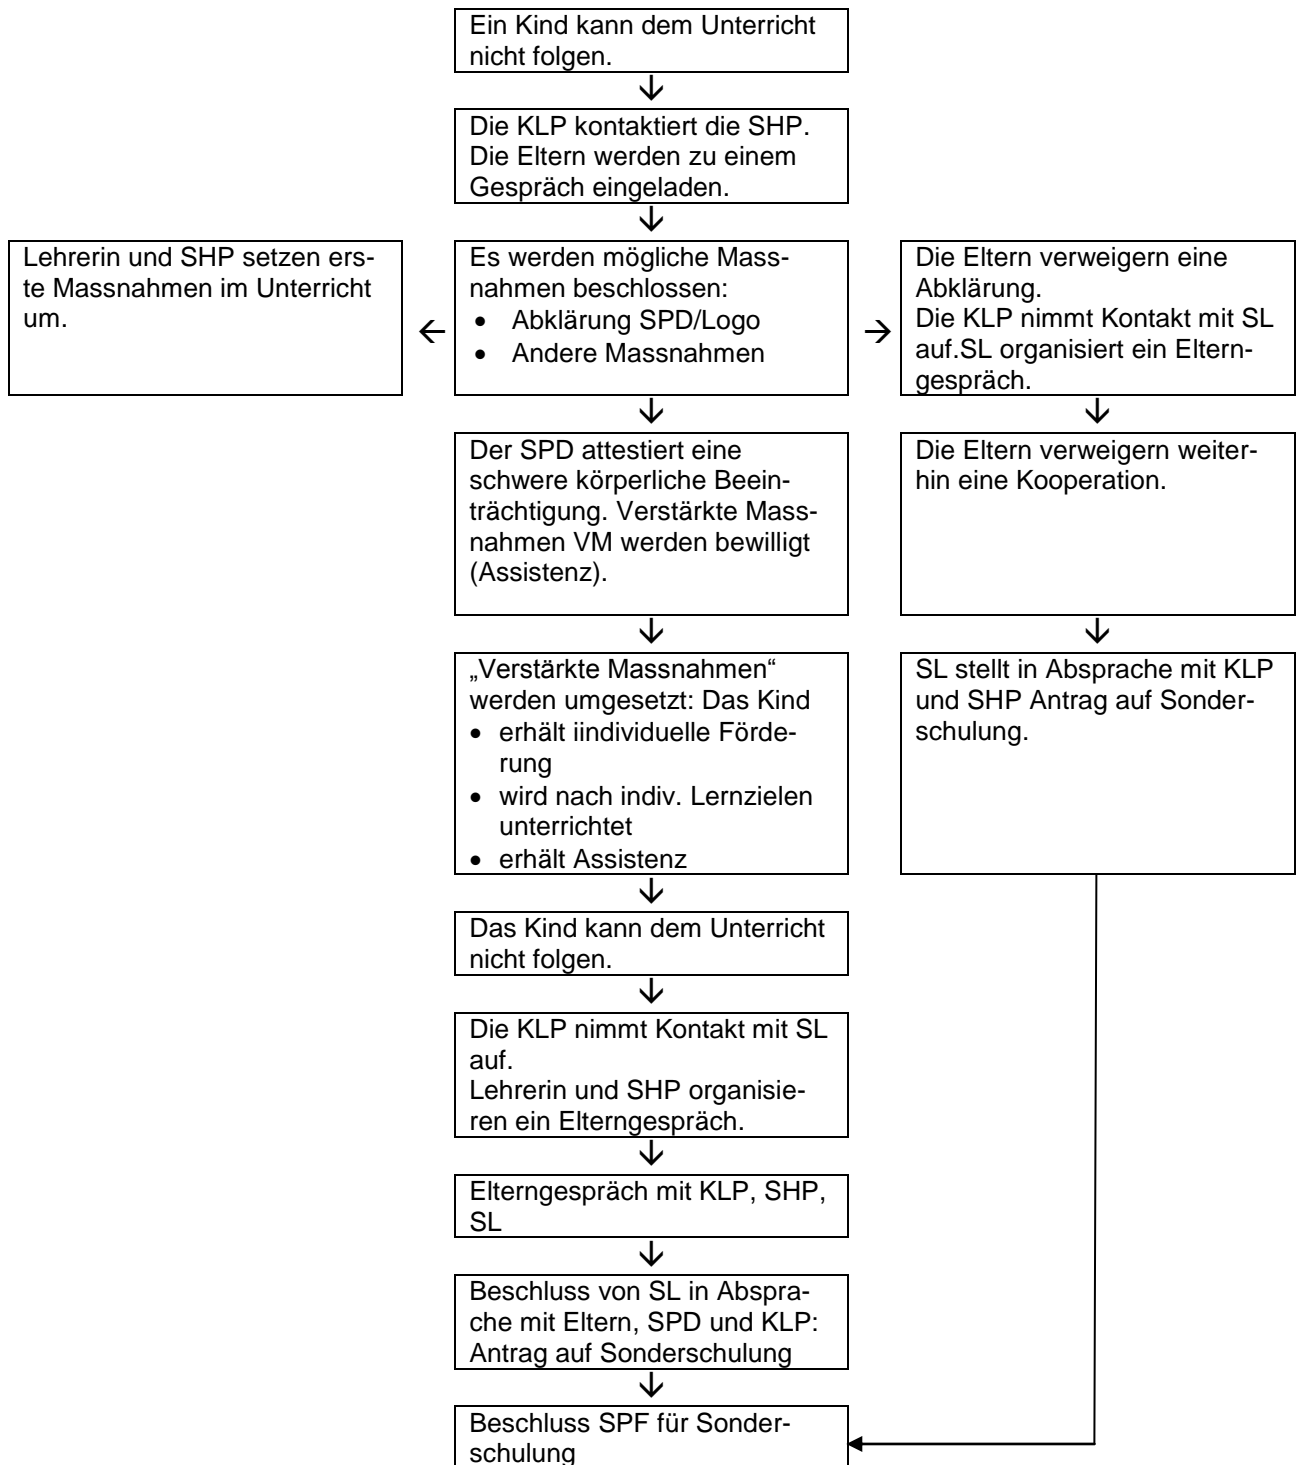 Ein Kind kann dem Unterricht
nicht folgen.
Die KLP kontaktiert die SHP.
Die Eltern werden zu einem
Gespräch eingeladen.
Lehrerin und SHP setzen ers-
te Massnahmen im Unterricht
um.
Es werden mögliche Mass-
nahmen beschlossen:
• Abklärung SPD/Logo
• Andere Massnahmen
Die Eltern verweigern eine
Abklärung.
Die KLP nimmt Kontakt mit SL
auf.SL organisiert ein Eltern-
gespräch.
Der SPD attestiert eine
schwere körperliche Beein-
trächtigung. Verstärkte Mass-
nahmen VM werden bewilligt
(Assistenz).
Die Eltern verweigern weiter-
hin eine Kooperation.
„Verstärkte Massnahmen“
werden umgesetzt: Das Kind
• erhält iindividuelle Förde-
rung
• wird nach indiv. Lernzielen
unterrichtet
• erhält Assistenz
SL stellt in Absprache mit KLP
und SHP Antrag auf Sonder-
schulung.
Das Kind kann dem Unterricht
nicht folgen.
Die KLP nimmt Kontakt mit SL
auf.
Lehrerin und SHP organisie-
ren ein Elterngespräch.
Elterngespräch mit KLP, SHP,
SL
Beschluss von SL in Abspra-
che mit Eltern, SPD und KLP:
Antrag auf Sonderschulung
Beschluss SPF für Sonder-
schulung